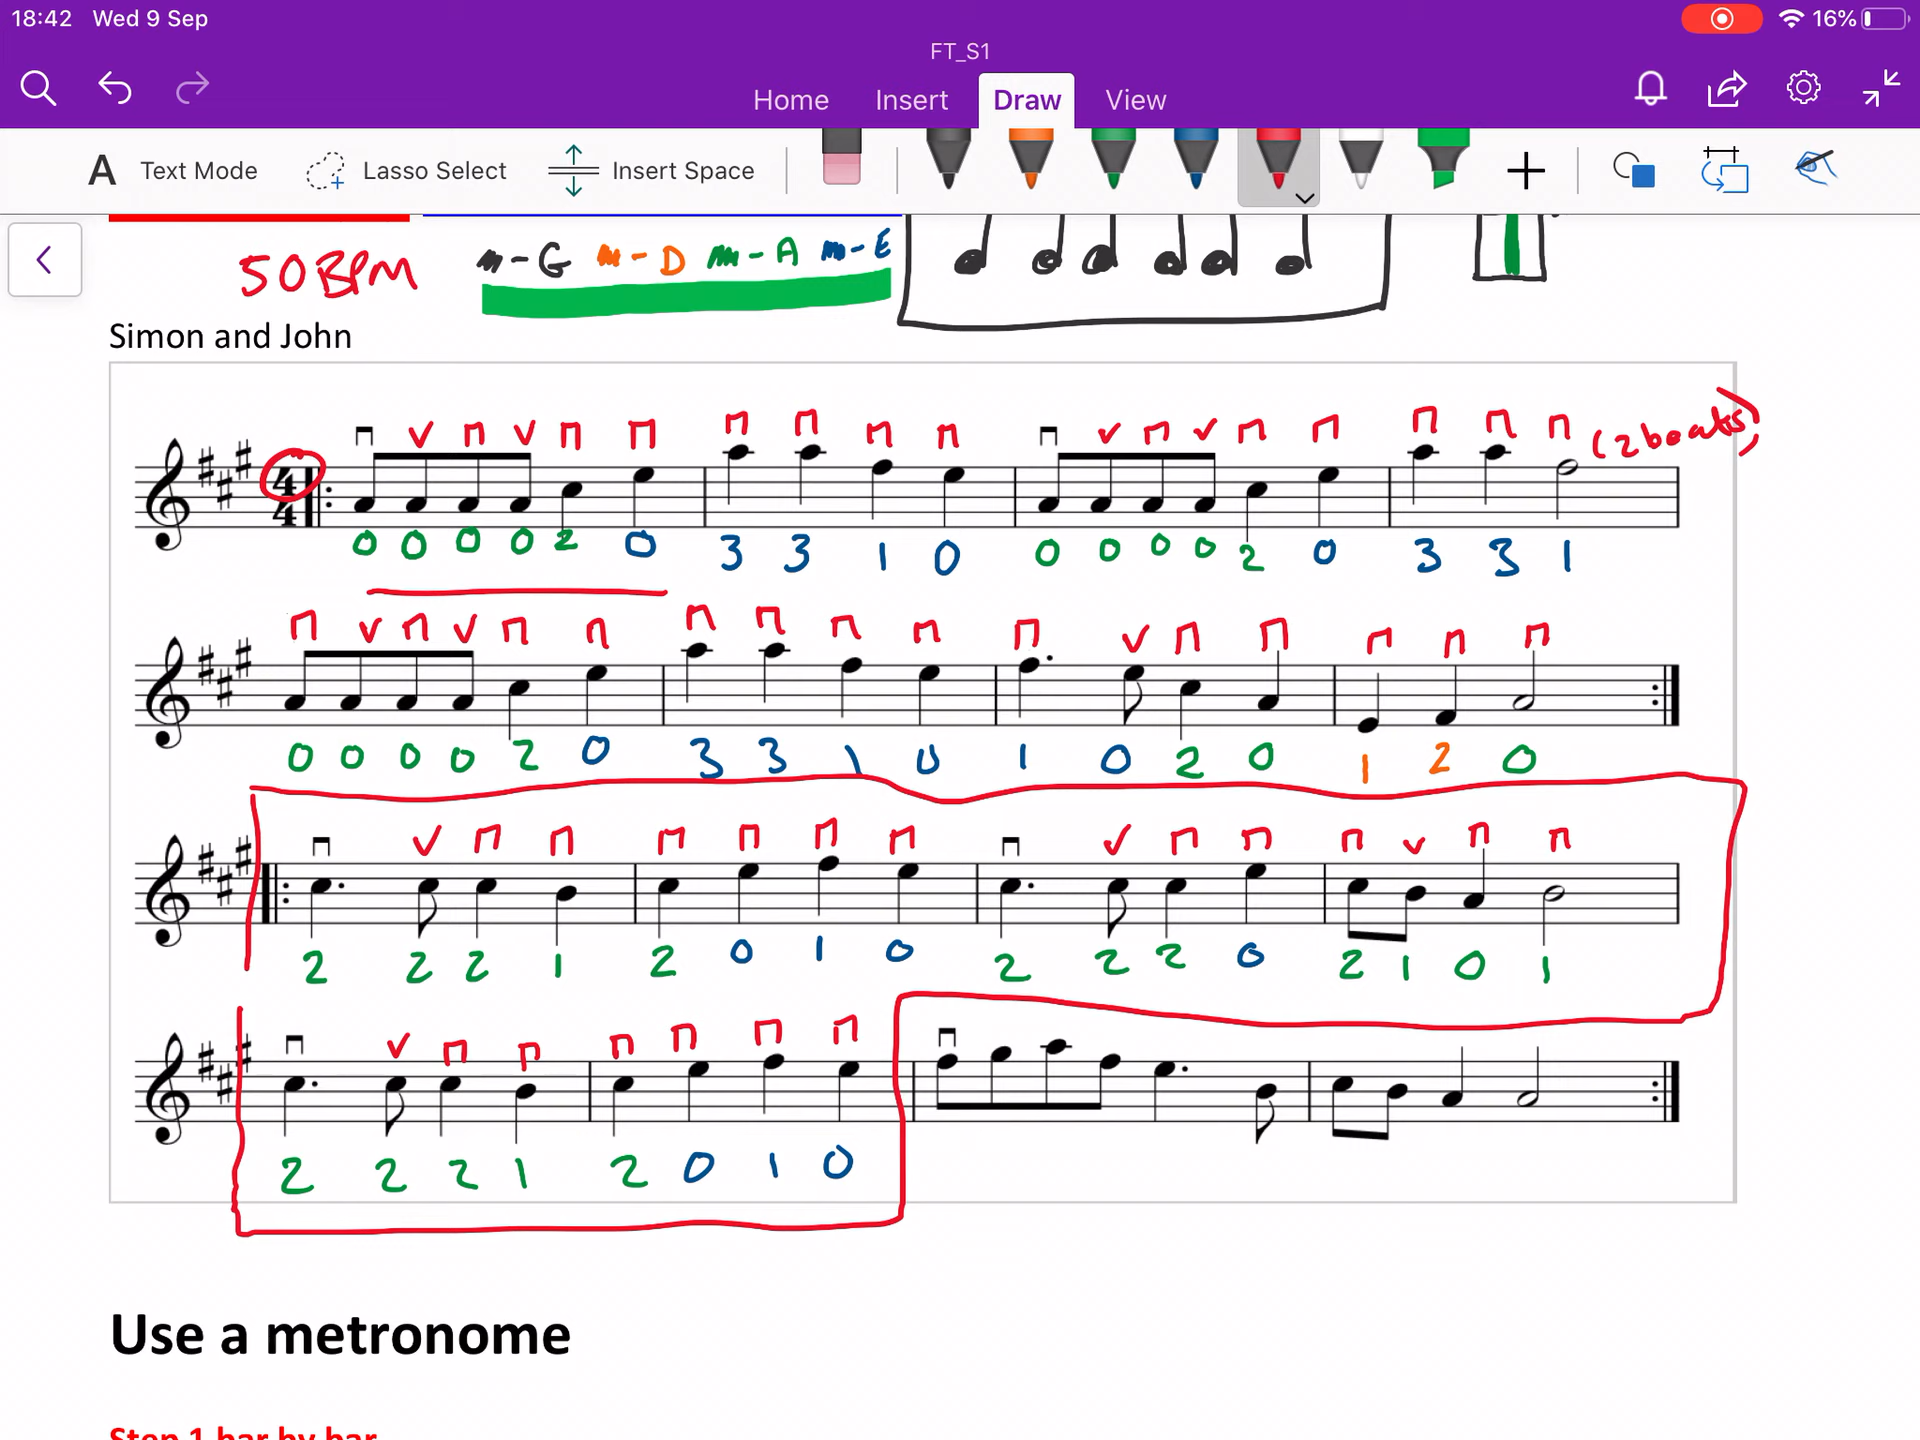 18:42 Wed 9 Sep 16%
FT_S1
Home Insert Draw View
A Text Mode Lasso Select Insert Space
50BPM m-G m-D m-A m-E
Simon and John
(2 beats)
4
4
0 0 0 0 2 0 3 3 1 0 0 0 0 0 2 0 3 3 1
0 0 0 0 2 0 3 3 1 0 1 0 2 0 1 2 0
2 2 2 1 2 0 1 0 2 2 2 0 2 1 0 1
2 2 2 1 2 0 1 0
Use a metronome
Step 1 bar by bar